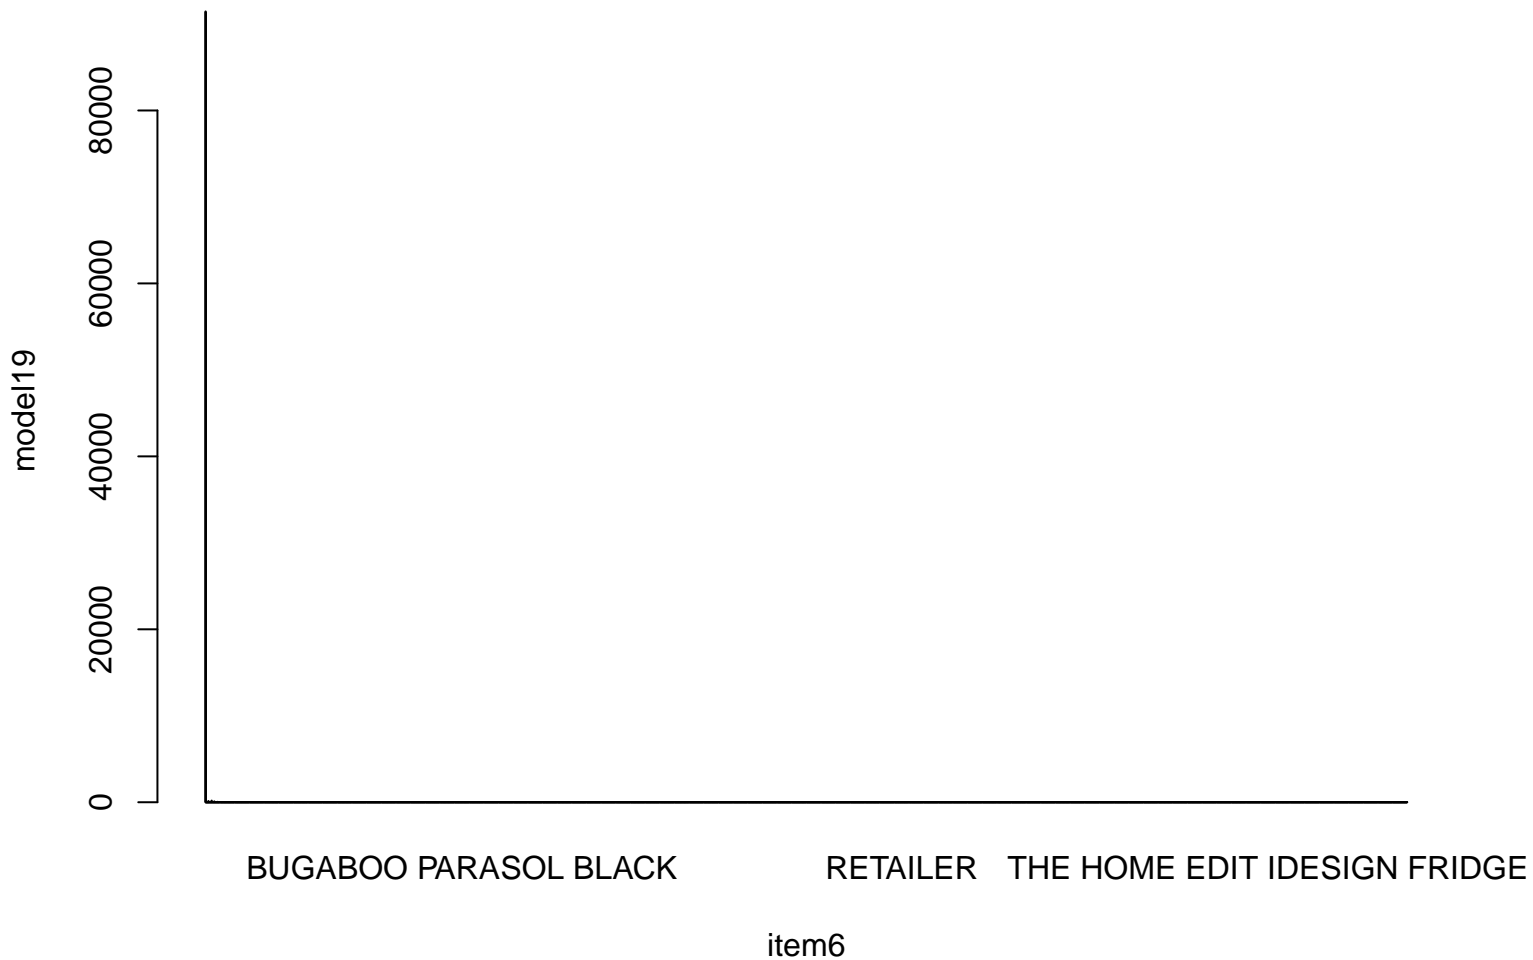 model19
80000
60000
40000
20000
0
BUGABOO PARASOL BLACK RETAILER THE HOME EDIT IDESIGN FRIDGE
item6